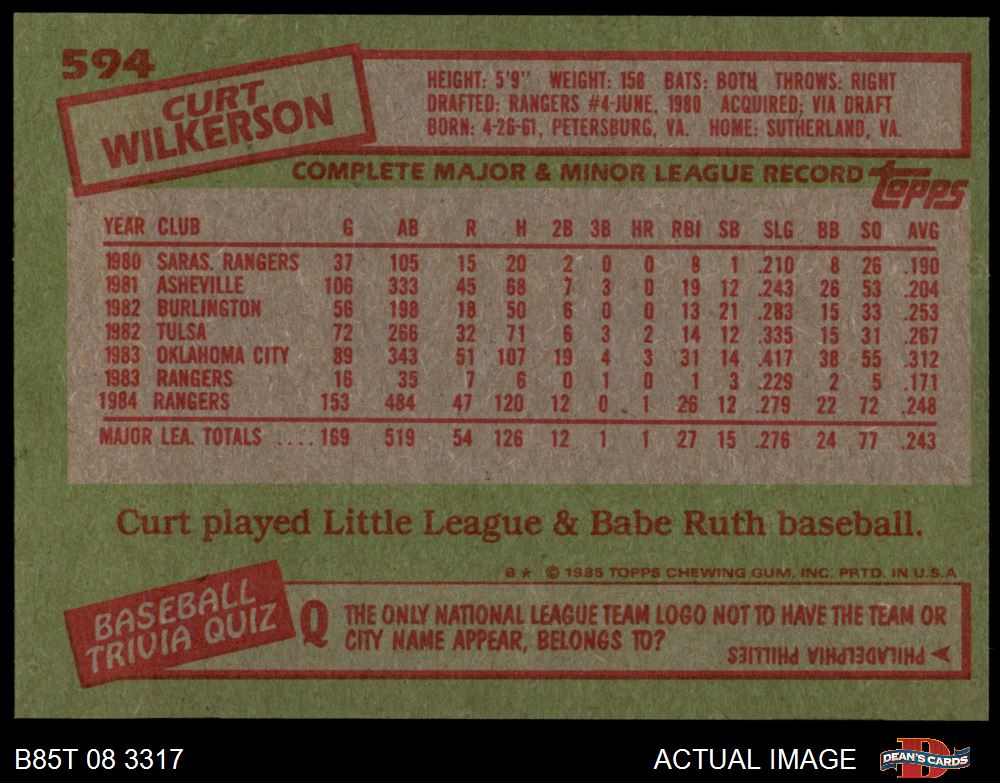 594
CURT
WILKERSON
HEIGHT: 5'9" WEIGHT: 158 BATS: BOTH THROWS: RIGHT
DRAFTED: RANGERS #4-JUNE, 1980 ACQUIRED: VIA DRAFT
BORN: 4-26-61, PETERSBURG, VA. HOME: SUTHERLAND, VA.
COMPLETE MAJOR & MINOR LEAGUE RECORD topps
YEAR CLUB G AB R H 2B 3B HR RBI SB SLG BB SO AVG
1980 SARAS. RANGERS 37 105 15 20 2 0 0 8 1 .210 8 26 .190
1981 ASHEVILLE 106 333 45 68 7 3 0 19 12 .243 26 53 .204
1982 BURLINGTON 56 198 18 50 6 0 0 13 21 .283 15 33 .253
1982 TULSA 72 266 32 71 6 3 2 14 12 .335 15 31 .267
1983 OKLAHOMA CITY 89 343 51 107 19 4 3 31 14 .417 38 55 .312
1983 RANGERS 16 35 7 6 0 1 0 1 3 .229 2 5 .171
1984 RANGERS 153 484 47 120 12 0 1 26 12 .279 22 72 .248
MAJOR LEA. TOTALS .... 169 519 54 126 12 1 1 27 15 .276 24 77 .243
Curt played Little League & Babe Ruth baseball.
B* © 1985 TOPPS CHEWING GUM, INC. PRTD. IN U.S.A
BASEBALL
TRIVIA QUIZ
Q THE ONLY NATIONAL LEAGUE TEAM LOGO NOT TO HAVE THE TEAM OR
CITY NAME APPEAR, BELONGS TO?
PHILADELPHIA PHILLIES
B85T 08 3317 ACTUAL IMAGE D DEAN'S CARDS